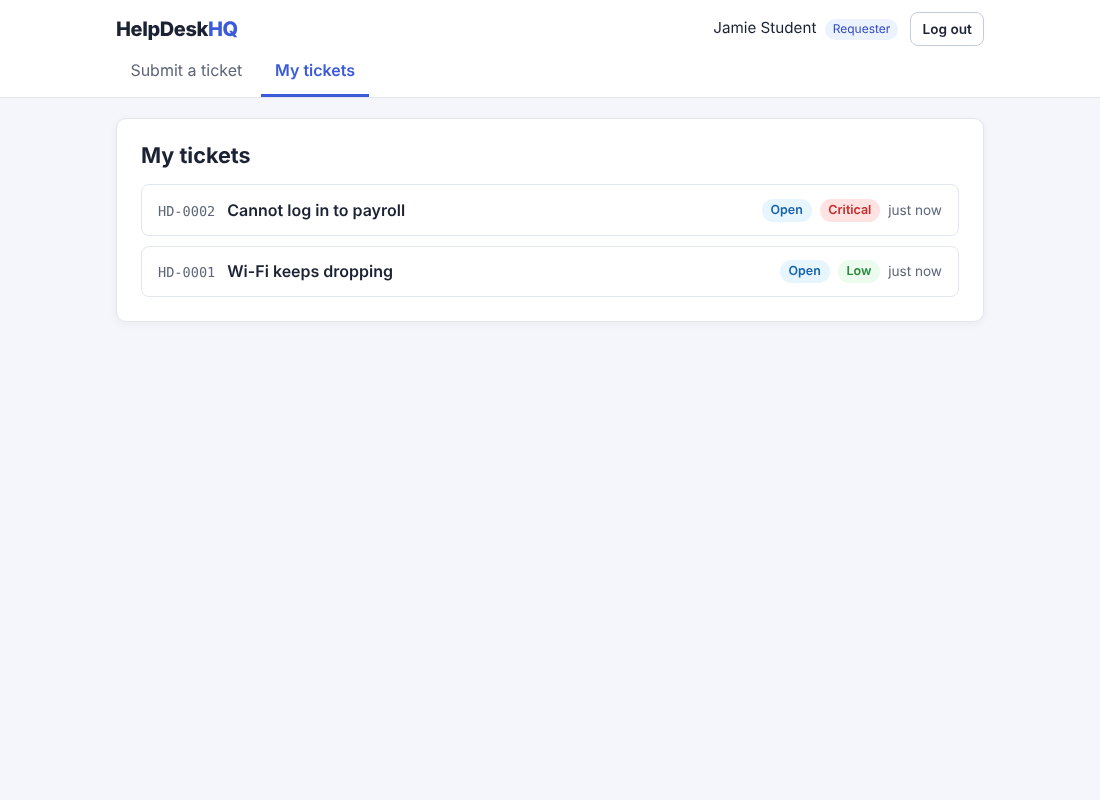 HelpDeskHQ
Jamie Student Requester Log out
Submit a ticket My tickets
My tickets
HD-0002 Cannot log in to payroll Open Critical just now
HD-0001 Wi-Fi keeps dropping Open Low just now